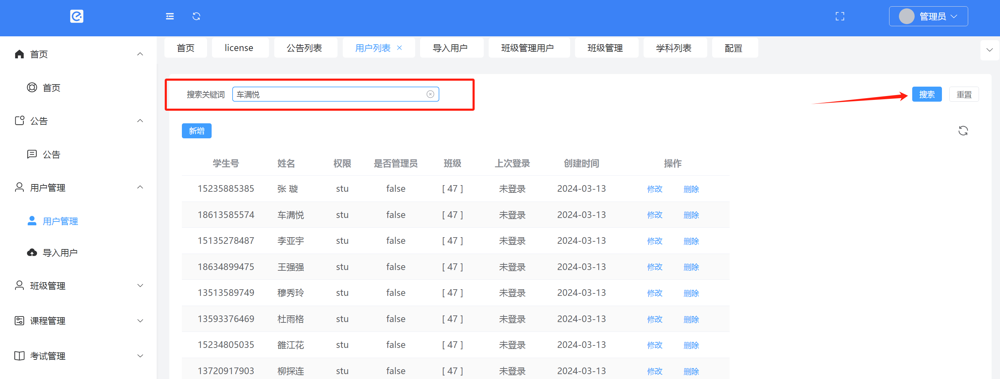 管理员
首页 license 公告列表 用户列表 导入用户 班级管理用户 班级管理 学科列表 配置
首页
首页
公告
公告
用户管理
用户管理
导入用户
班级管理
课程管理
考试管理
搜索关键词 车满悦 搜索 重置
新增
学生号 姓名 权限 是否管理员 班级 上次登录 创建时间 操作
15235885385 张 璇 stu false [ 47 ] 未登录 2024-03-13 修改 删除
18613585574 车满悦 stu false [ 47 ] 未登录 2024-03-13 修改 删除
15135278487 李亚宇 stu false [ 47 ] 未登录 2024-03-13 修改 删除
18634899475 王强强 stu false [ 47 ] 未登录 2024-03-13 修改 删除
13513589749 穆秀玲 stu false [ 47 ] 未登录 2024-03-13 修改 删除
13593376469 杜雨格 stu false [ 47 ] 未登录 2024-03-13 修改 删除
15234805035 雒江花 stu false [ 47 ] 未登录 2024-03-13 修改 删除
13720917903 柳探连 stu false [ 47 ] 未登录 2024-03-13 修改 删除